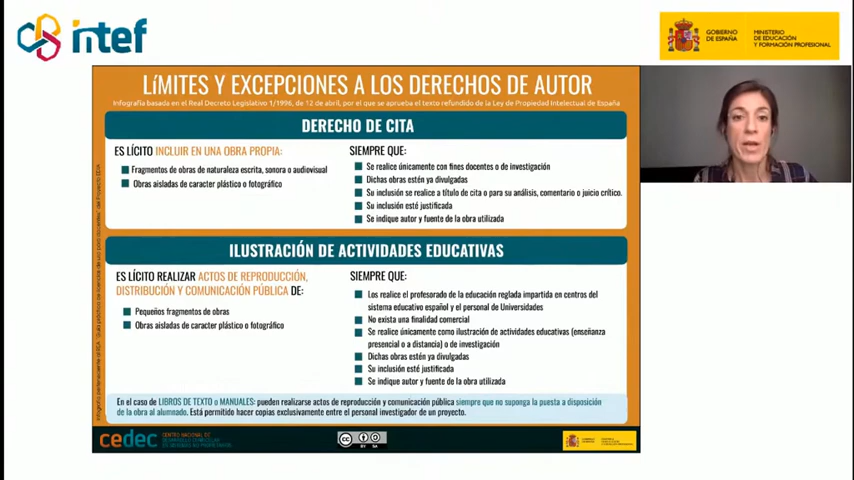 intef
GOBIERNO
DE ESPAÑA
MINISTERIO
DE EDUCACIÓN
Y FORMACIÓN PROFESIONAL
LÍMITES Y EXCEPCIONES A LOS DERECHOS DE AUTOR
Infografía basada en el Real Decreto Legislativo 1/1996, de 12 de abril, por el que se aprueba el texto refundido de la Ley de Propiedad Intelectual de España
DERECHO DE CITA
ES LÍCITO INCLUIR EN UNA OBRA PROPIA:
Fragmentos de obras de naturaleza escrita, sonora o audiovisual
Obras aisladas de caracter plástico o fotográfico
SIEMPRE QUE:
Se realice únicamente con fines docentes o de investigación
Dichas obras estén ya divulgadas
Su inclusión se realice a título de cita o para su análisis, comentario o juicio crítico.
Su inclusión esté justificada
Se indique autor y fuente de la obra utilizada
ILUSTRACIÓN DE ACTIVIDADES EDUCATIVAS
ES LÍCITO REALIZAR ACTOS DE REPRODUCCIÓN,
DISTRIBUCIÓN Y COMUNICACIÓN PÚBLICA DE:
Pequeños fragmentos de obras
Obras aisladas de caracter plástico o fotográfico
SIEMPRE QUE:
Los realice el profesorado de la educación reglada impartida en centros del
sistema educativo español y el personal de Universidades
No exista una finalidad comercial
Se realice únicamente como ilustración de actividades educativas (enseñanza
presencial o a distancia) o de investigación
Dichas obras estén ya divulgadas
Su inclusión esté justificada
Se indique autor y fuente de la obra utilizada
En el caso de LIBROS DE TEXTO o MANUALES: pueden realizarse actos de reproducción y comunicación pública siempre que no suponga la puesta a disposición
de la obra al alumnado. Está permitido hacer copias exclusivamente entre el personal investigador de un proyecto.
cedec
CENTRO NACIONAL DE
cc
BY SA